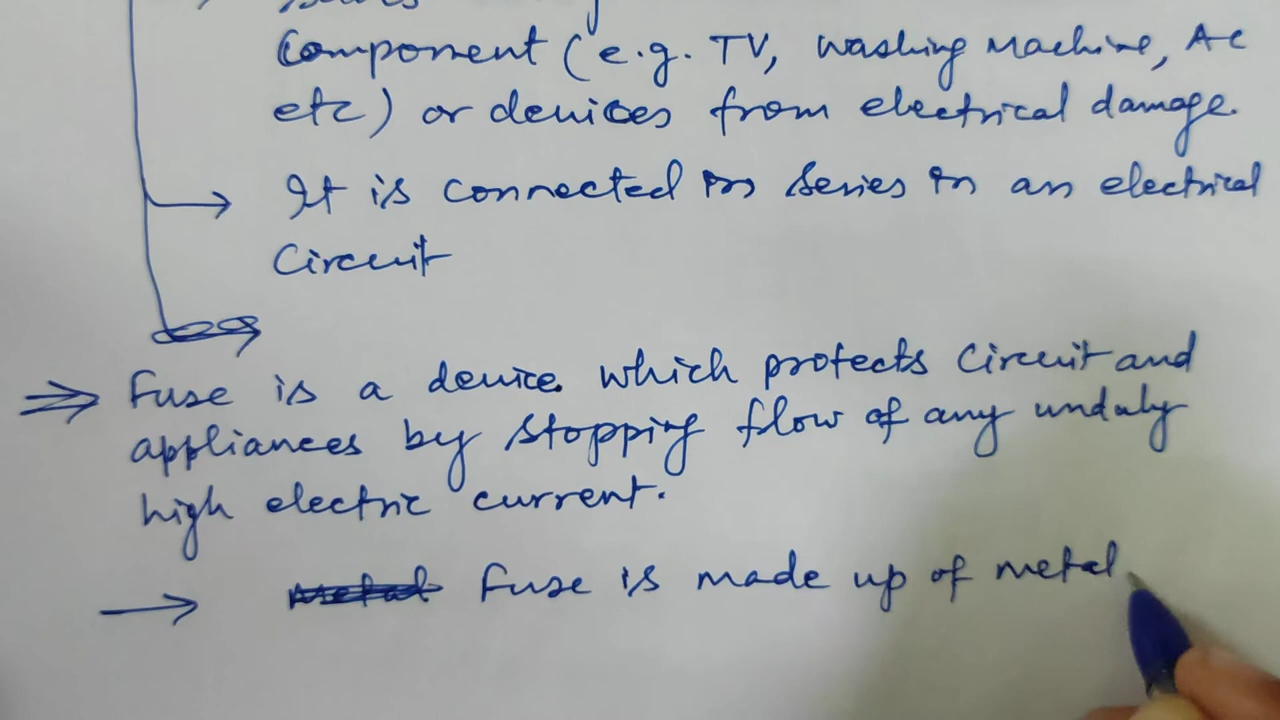 Component (e.g. TV, washing Machine, AC
etc) or devices from electrical damage.
It is connected in series in an electrical
Circuit
Fuse is a device which protects Circuit and
appliances by stopping flow of any unduly
high electric current.
Fuse is made up of metal